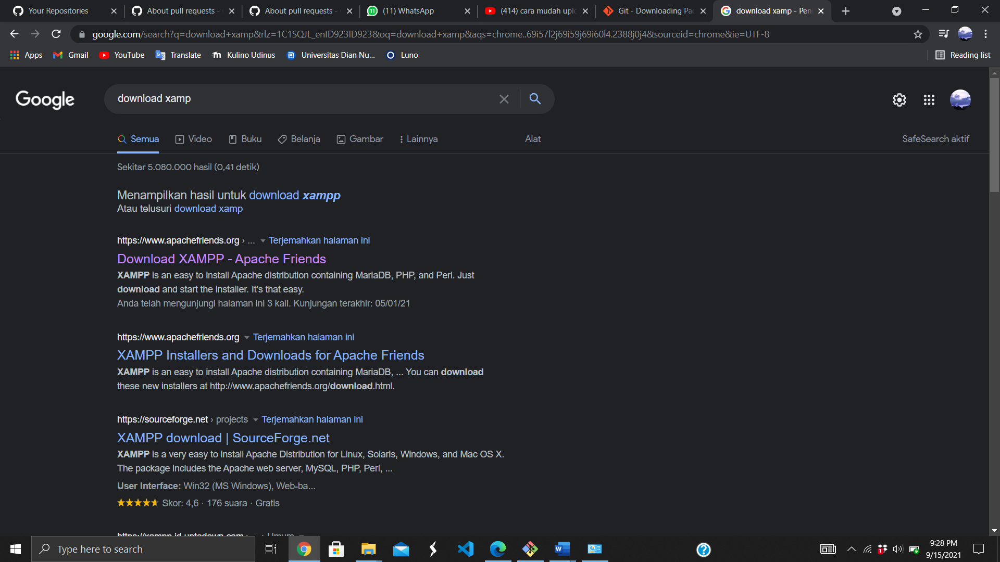 Your Repositories
About pull requests -
About pull requests -
(11) WhatsApp
(414) cara mudah uplo
Git - Downloading Pac
download xamp - Pen
google.com/search?q=download+xamp&rlz=1C1SQJL_enID923ID923&oq=download+xamp&aqs=chrome..69i57l2j69i59j69i60l4.2388j0j4&sourceid=chrome&ie=UTF-8
Apps
Gmail
YouTube
Translate
Kulino Udinus
Universitas Dian Nu...
Luno
Reading list
Google
download xamp
Semua
Video
Buku
Belanja
Gambar
Lainnya
Alat
SafeSearch aktif
Sekitar 5.080.000 hasil (0,41 detik)
Menampilkan hasil untuk download xampp
Atau telusuri download xamp
https://www.apachefriends.org › ... Terjemahkan halaman ini
Download XAMPP - Apache Friends
XAMPP is an easy to install Apache distribution containing MariaDB, PHP, and Perl. Just
download and start the installer. It's that easy.
Anda telah mengunjungi halaman ini 3 kali. Kunjungan terakhir: 05/01/21
https://www.apachefriends.org Terjemahkan halaman ini
XAMPP Installers and Downloads for Apache Friends
XAMPP is an easy to install Apache distribution containing MariaDB, ... You can download
these new installers at http://www.apachefriends.org/download.html.
https://sourceforge.net › projects Terjemahkan halaman ini
XAMPP download | SourceForge.net
XAMPP is a very easy to install Apache Distribution for Linux, Solaris, Windows, and Mac OS X.
The package includes the Apache web server, MySQL, PHP, Perl, ...
User Interface: Win32 (MS Windows), Web-ba...
Skor: 4,6 · 176 suara · Gratis
https://xampp.id.uptodown.com › ... › Umum
Type here to search
9:28 PM
9/15/2021